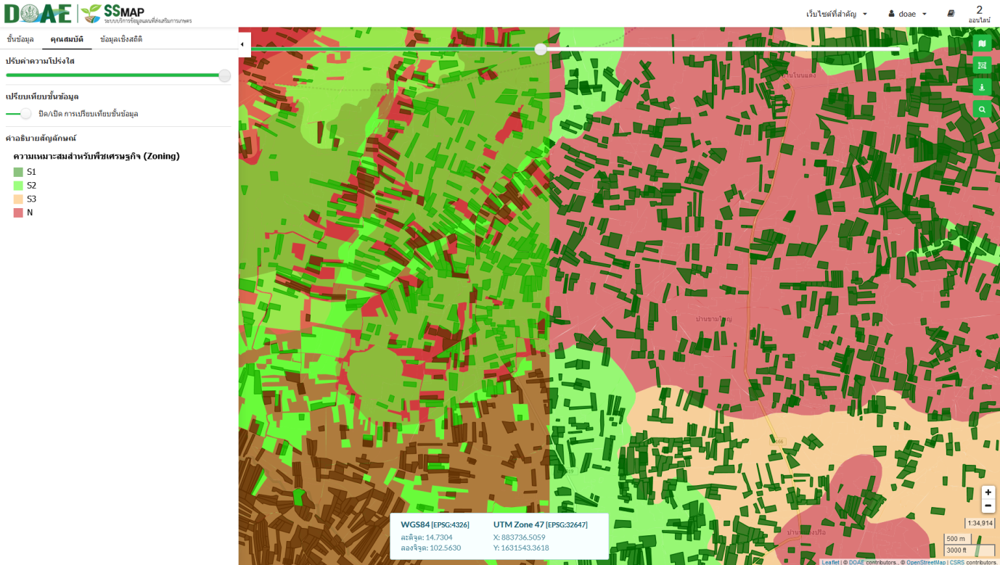 DOAE
SSMAP
ระบบบริการข้อมูลแผนที่ส่งเสริมการเกษตร
เว็บไซต์ที่สำคัญ
doae
2
ออนไลน์
ชั้นข้อมูล
คุณสมบัติ
ข้อมูลเชิงสถิติ
ปรับค่าความโปร่งใส
เปรียบเทียบชั้นข้อมูล
ปิด/เปิด การเปรียบเทียบชั้นข้อมูล
คำอธิบายสัญลักษณ์
ความเหมาะสมสำหรับพืชเศรษฐกิจ (Zoning)
S1
S2
S3
N
บ้านโนนแดง
บ้านขามใหญ่
WGS84 [EPSG:4326]
ละติจูด: 14.7304
ลองจิจูด: 102.5630
UTM Zone 47 [EPSG:32647]
X: 883736.5059
Y: 1631543.3618
+
−
1:34,914
500 m
3000 ft
Leaflet | © DOAE contributors., © OpenStreetMap | CSRS contributors.